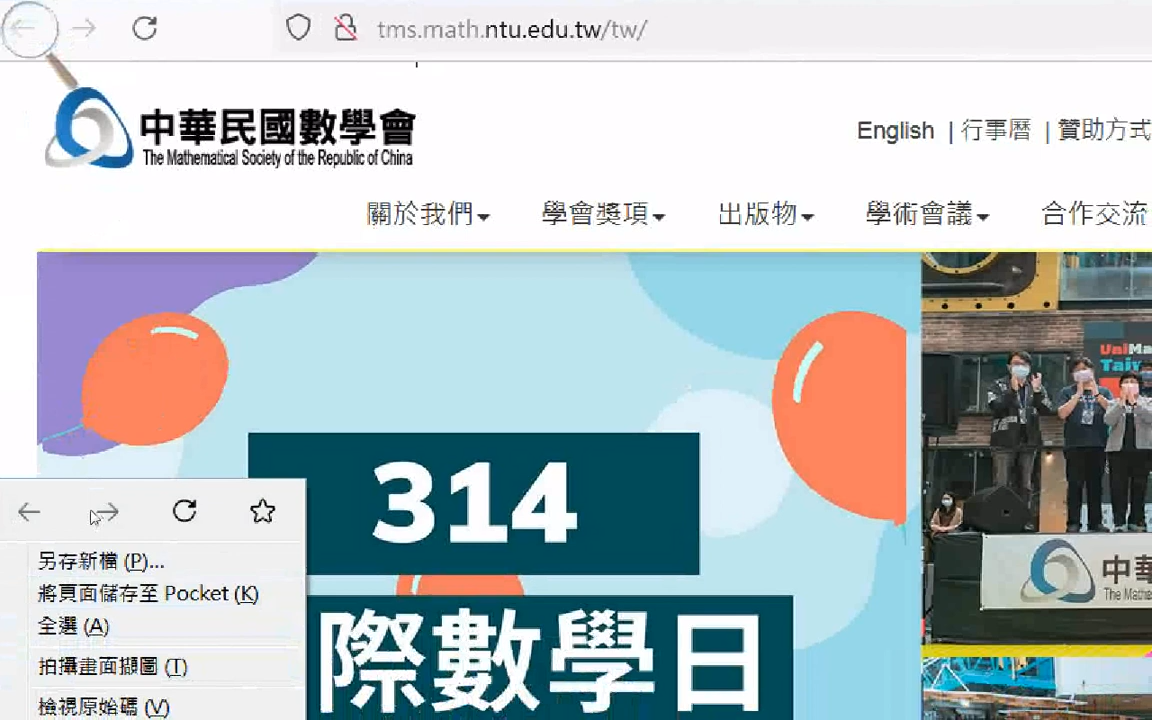 tms.math.ntu.edu.tw/tw/
中華民國數學會
The Mathematical Society of the Republic of China
English | 行事曆 | 贊助方式
關於我們 學會獎項 出版物 學術會議 合作交流
314
際數學日
UniMa
Taiv
中華
The Mathe
另存新檔 (P)...
將頁面儲存至 Pocket (K)
全選 (A)
拍攝畫面擷圖 (T)
檢視原始碼 (V)